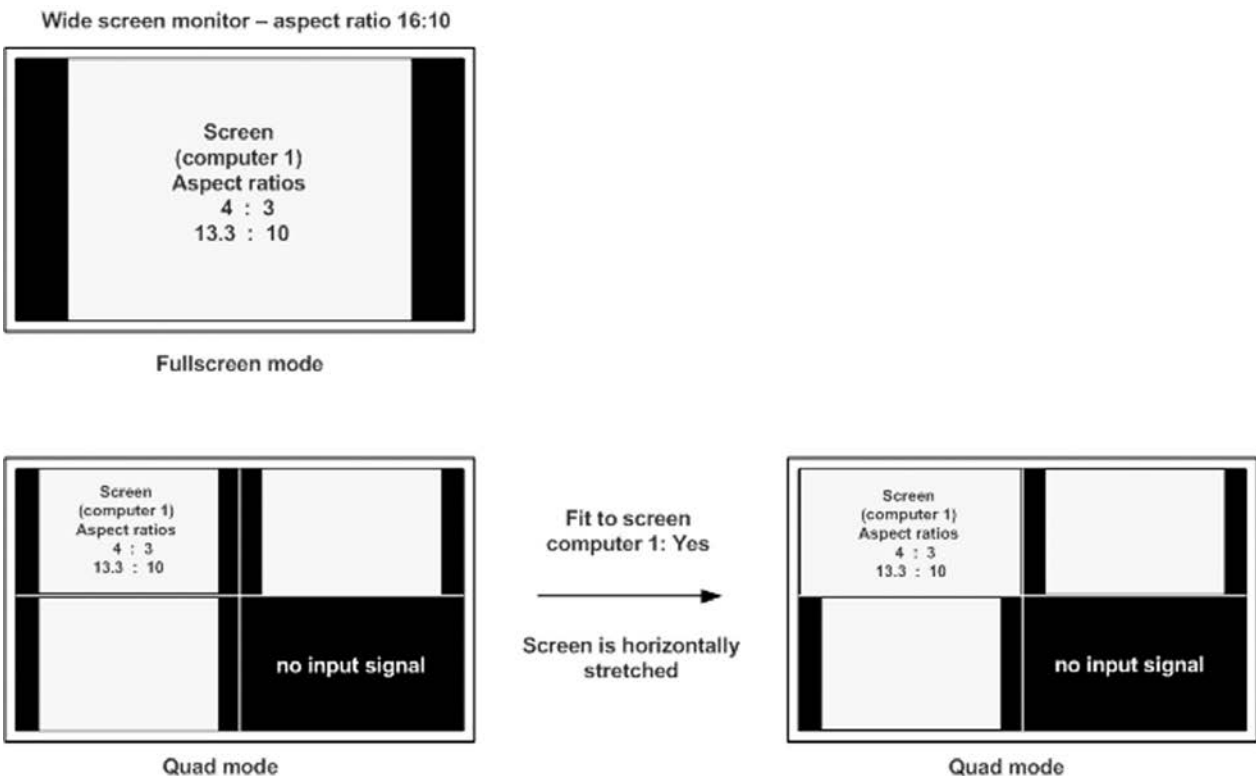 Wide screen monitor – aspect ratio 16:10
Screen
(computer 1)
Aspect ratios
4 : 3
13.3 : 10
Fullscreen mode
Screen
(computer 1)
Aspect ratios
4 : 3
13.3 : 10
no input signal
Quad mode
Fit to screen
computer 1: Yes
Screen is horizontally
stretched
Screen
(computer 1)
Aspect ratios
4 : 3
13.3 : 10
no input signal
Quad mode